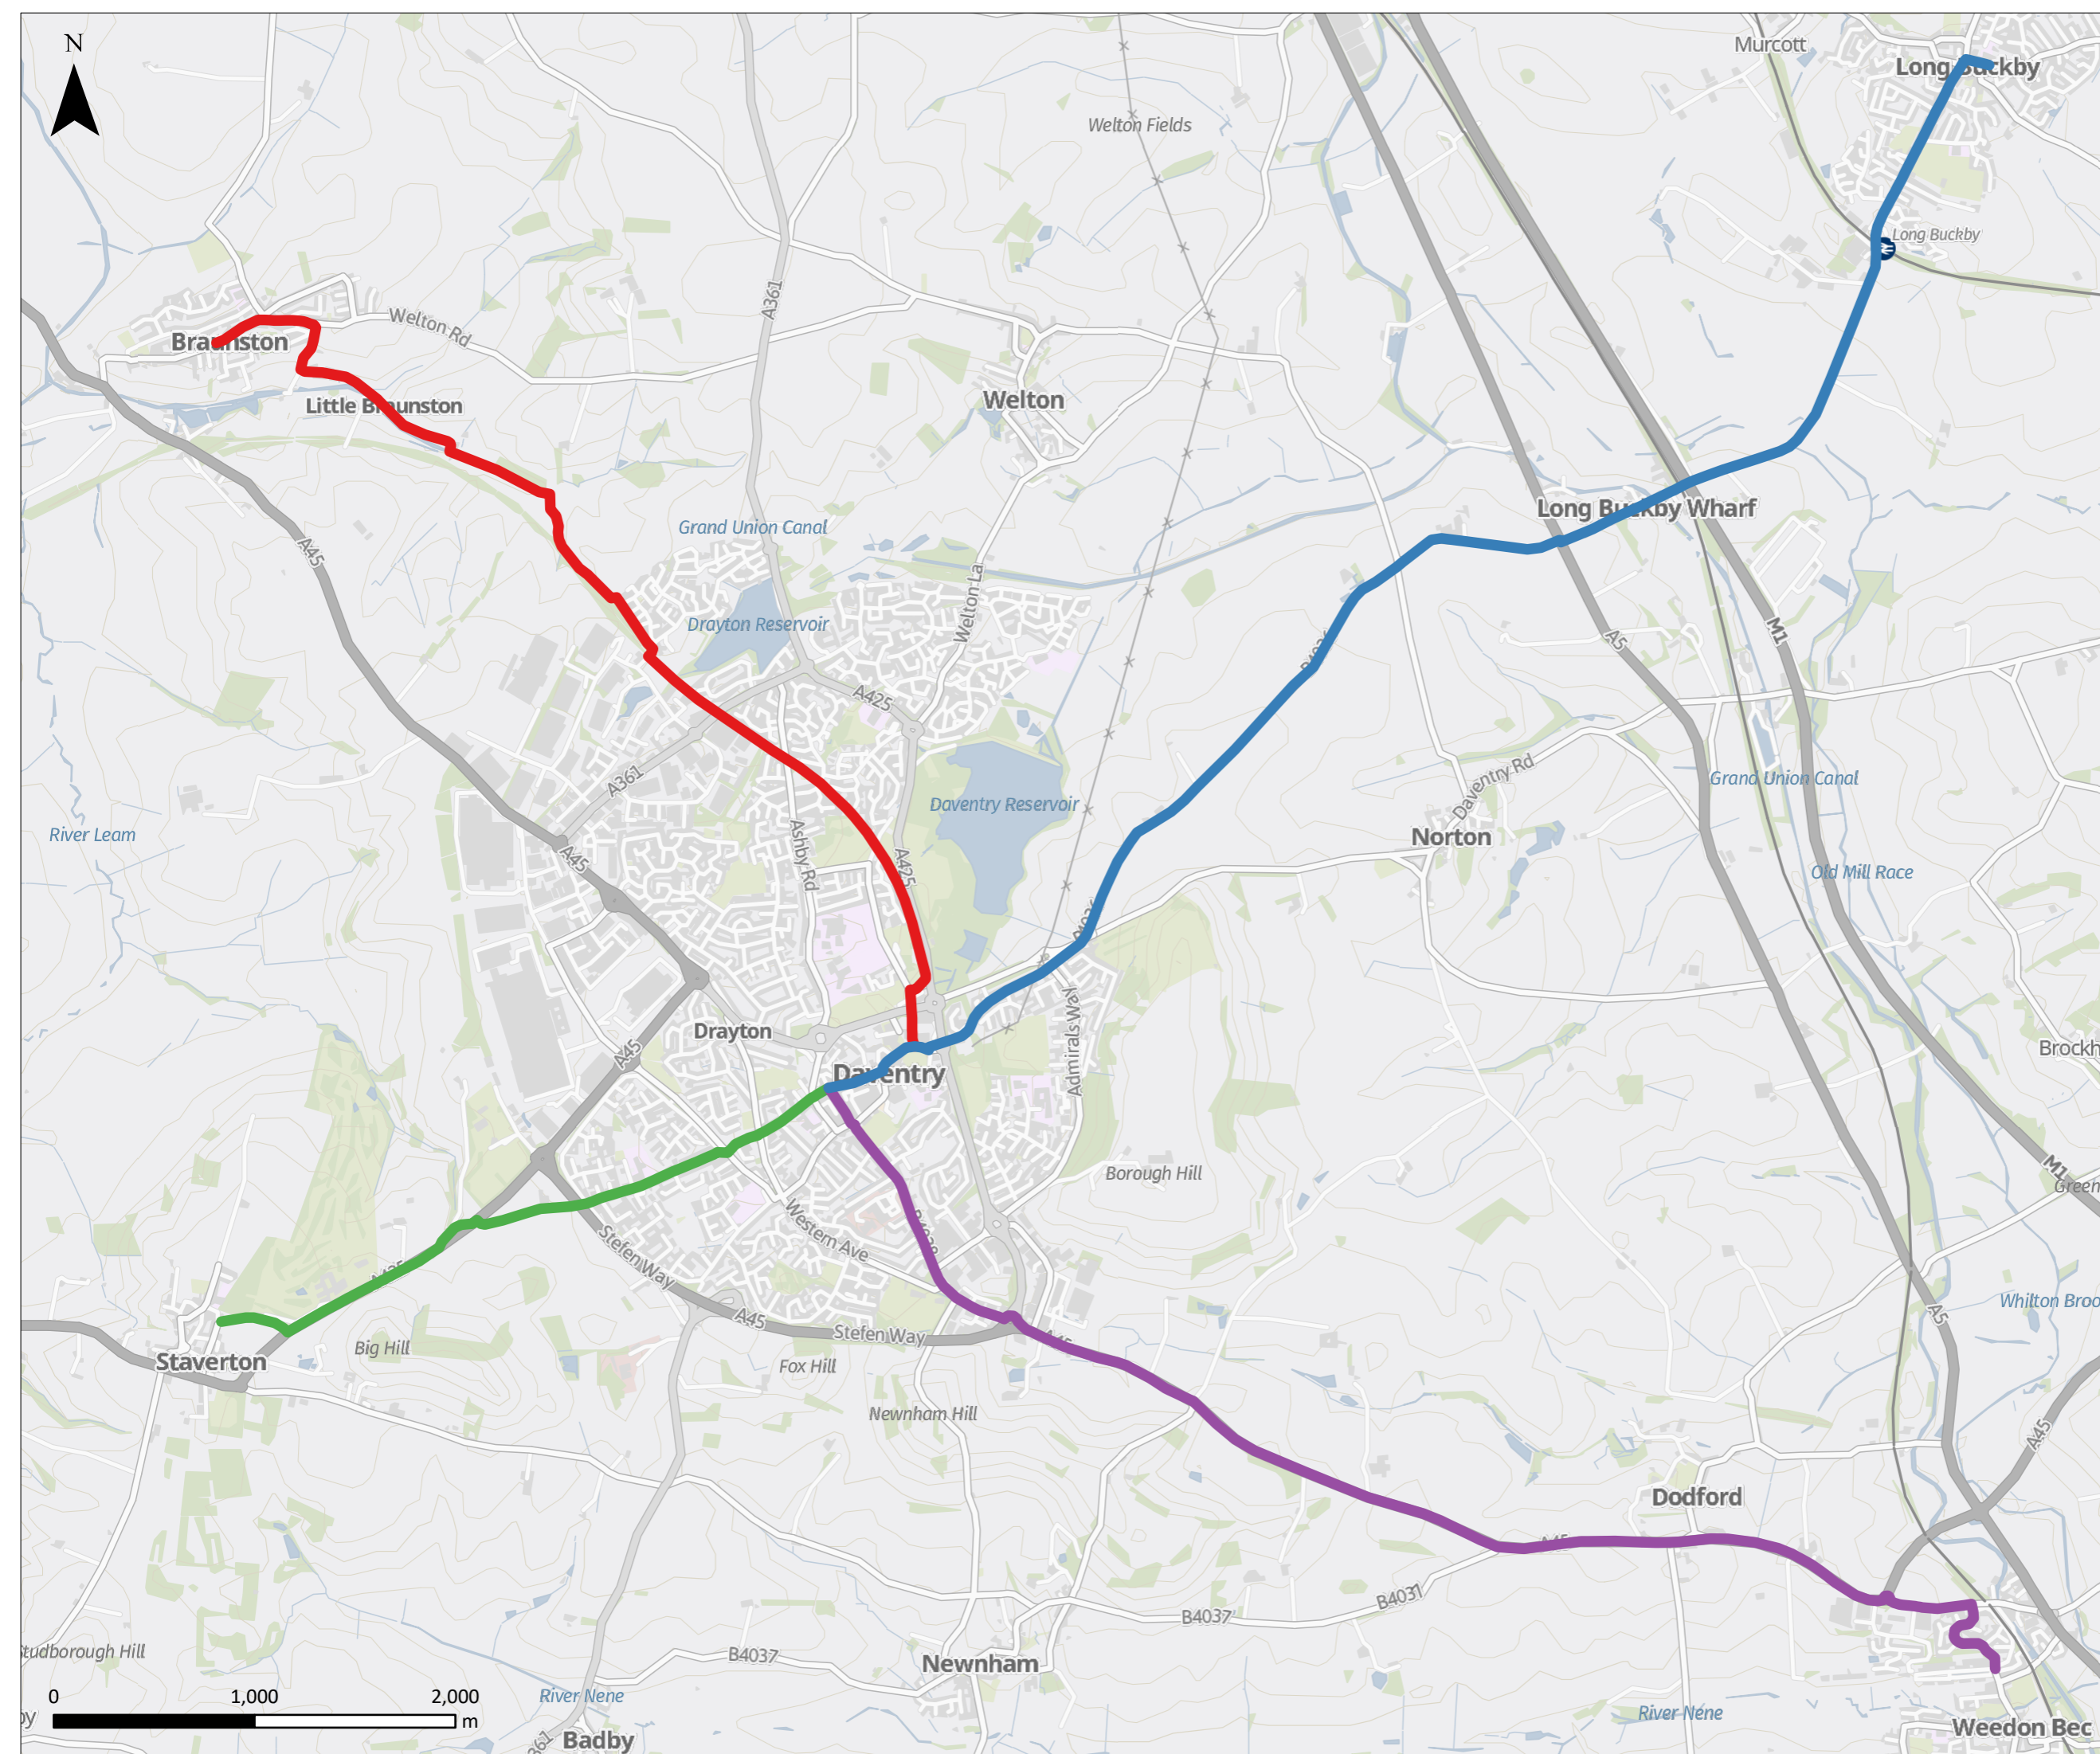 N
Murcott
Long Buckby
Welton Fields
Long Buckby
A361
Welton Rd
Braunston
Little Braunston
Welton
Long Buckby Wharf
Grand Union Canal
A45
Welton La
Drayton Reservoir
M1
A5
A425
Daventry Rd
A361
Grand Union Canal
Daventry Reservoir
River Leam
Norton
Ashby Rd
A45
A425
Old Mill Race
Admirals Way
Drayton
A45
Daventry
M1
Borough Hill
Green
Western Ave
Stefen Way
Whilton Broo
A5
A45
Stefen Way
Big Hill
Staverton
Fox Hill
Newnham Hill
A45
Dodford
B4037
B4037
B4037
Newnham
River Nene
River Nene
0 1,000 2,000
m
Badby
Weedon Bec